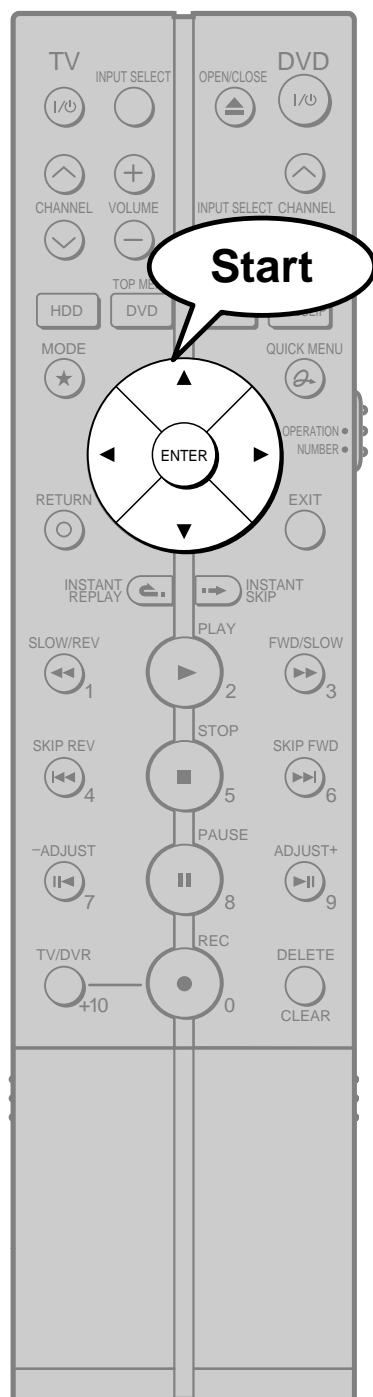 TV
DVD
INPUT SELECT
OPEN/CLOSE
CHANNEL
VOLUME
INPUT SELECT
CHANNEL
Start
TOP ME
HDD
DVD
MODE
QUICK MENU
ENTER
OPERATION
NUMBER
RETURN
EXIT
INSTANT
REPLAY
INSTANT
SKIP
SLOW/REV
PLAY
FWD/SLOW
1
2
3
SKIP REV
STOP
SKIP FWD
4
5
6
−ADJUST
PAUSE
ADJUST+
7
8
9
TV/DVR
REC
DELETE
+10
0
CLEAR